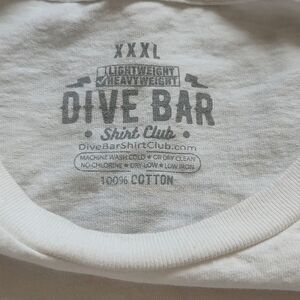 XXXL
LIGHTWEIGHT
HEAVYWEIGHT
DIVE BAR
Shirt Club
DiveBarShirtClub.com
MACHINE WASH COLD ★ OR DRY CLEAN
NO CHLORINE ★ DRY LOW ★ LOW IRON
100% COTTON